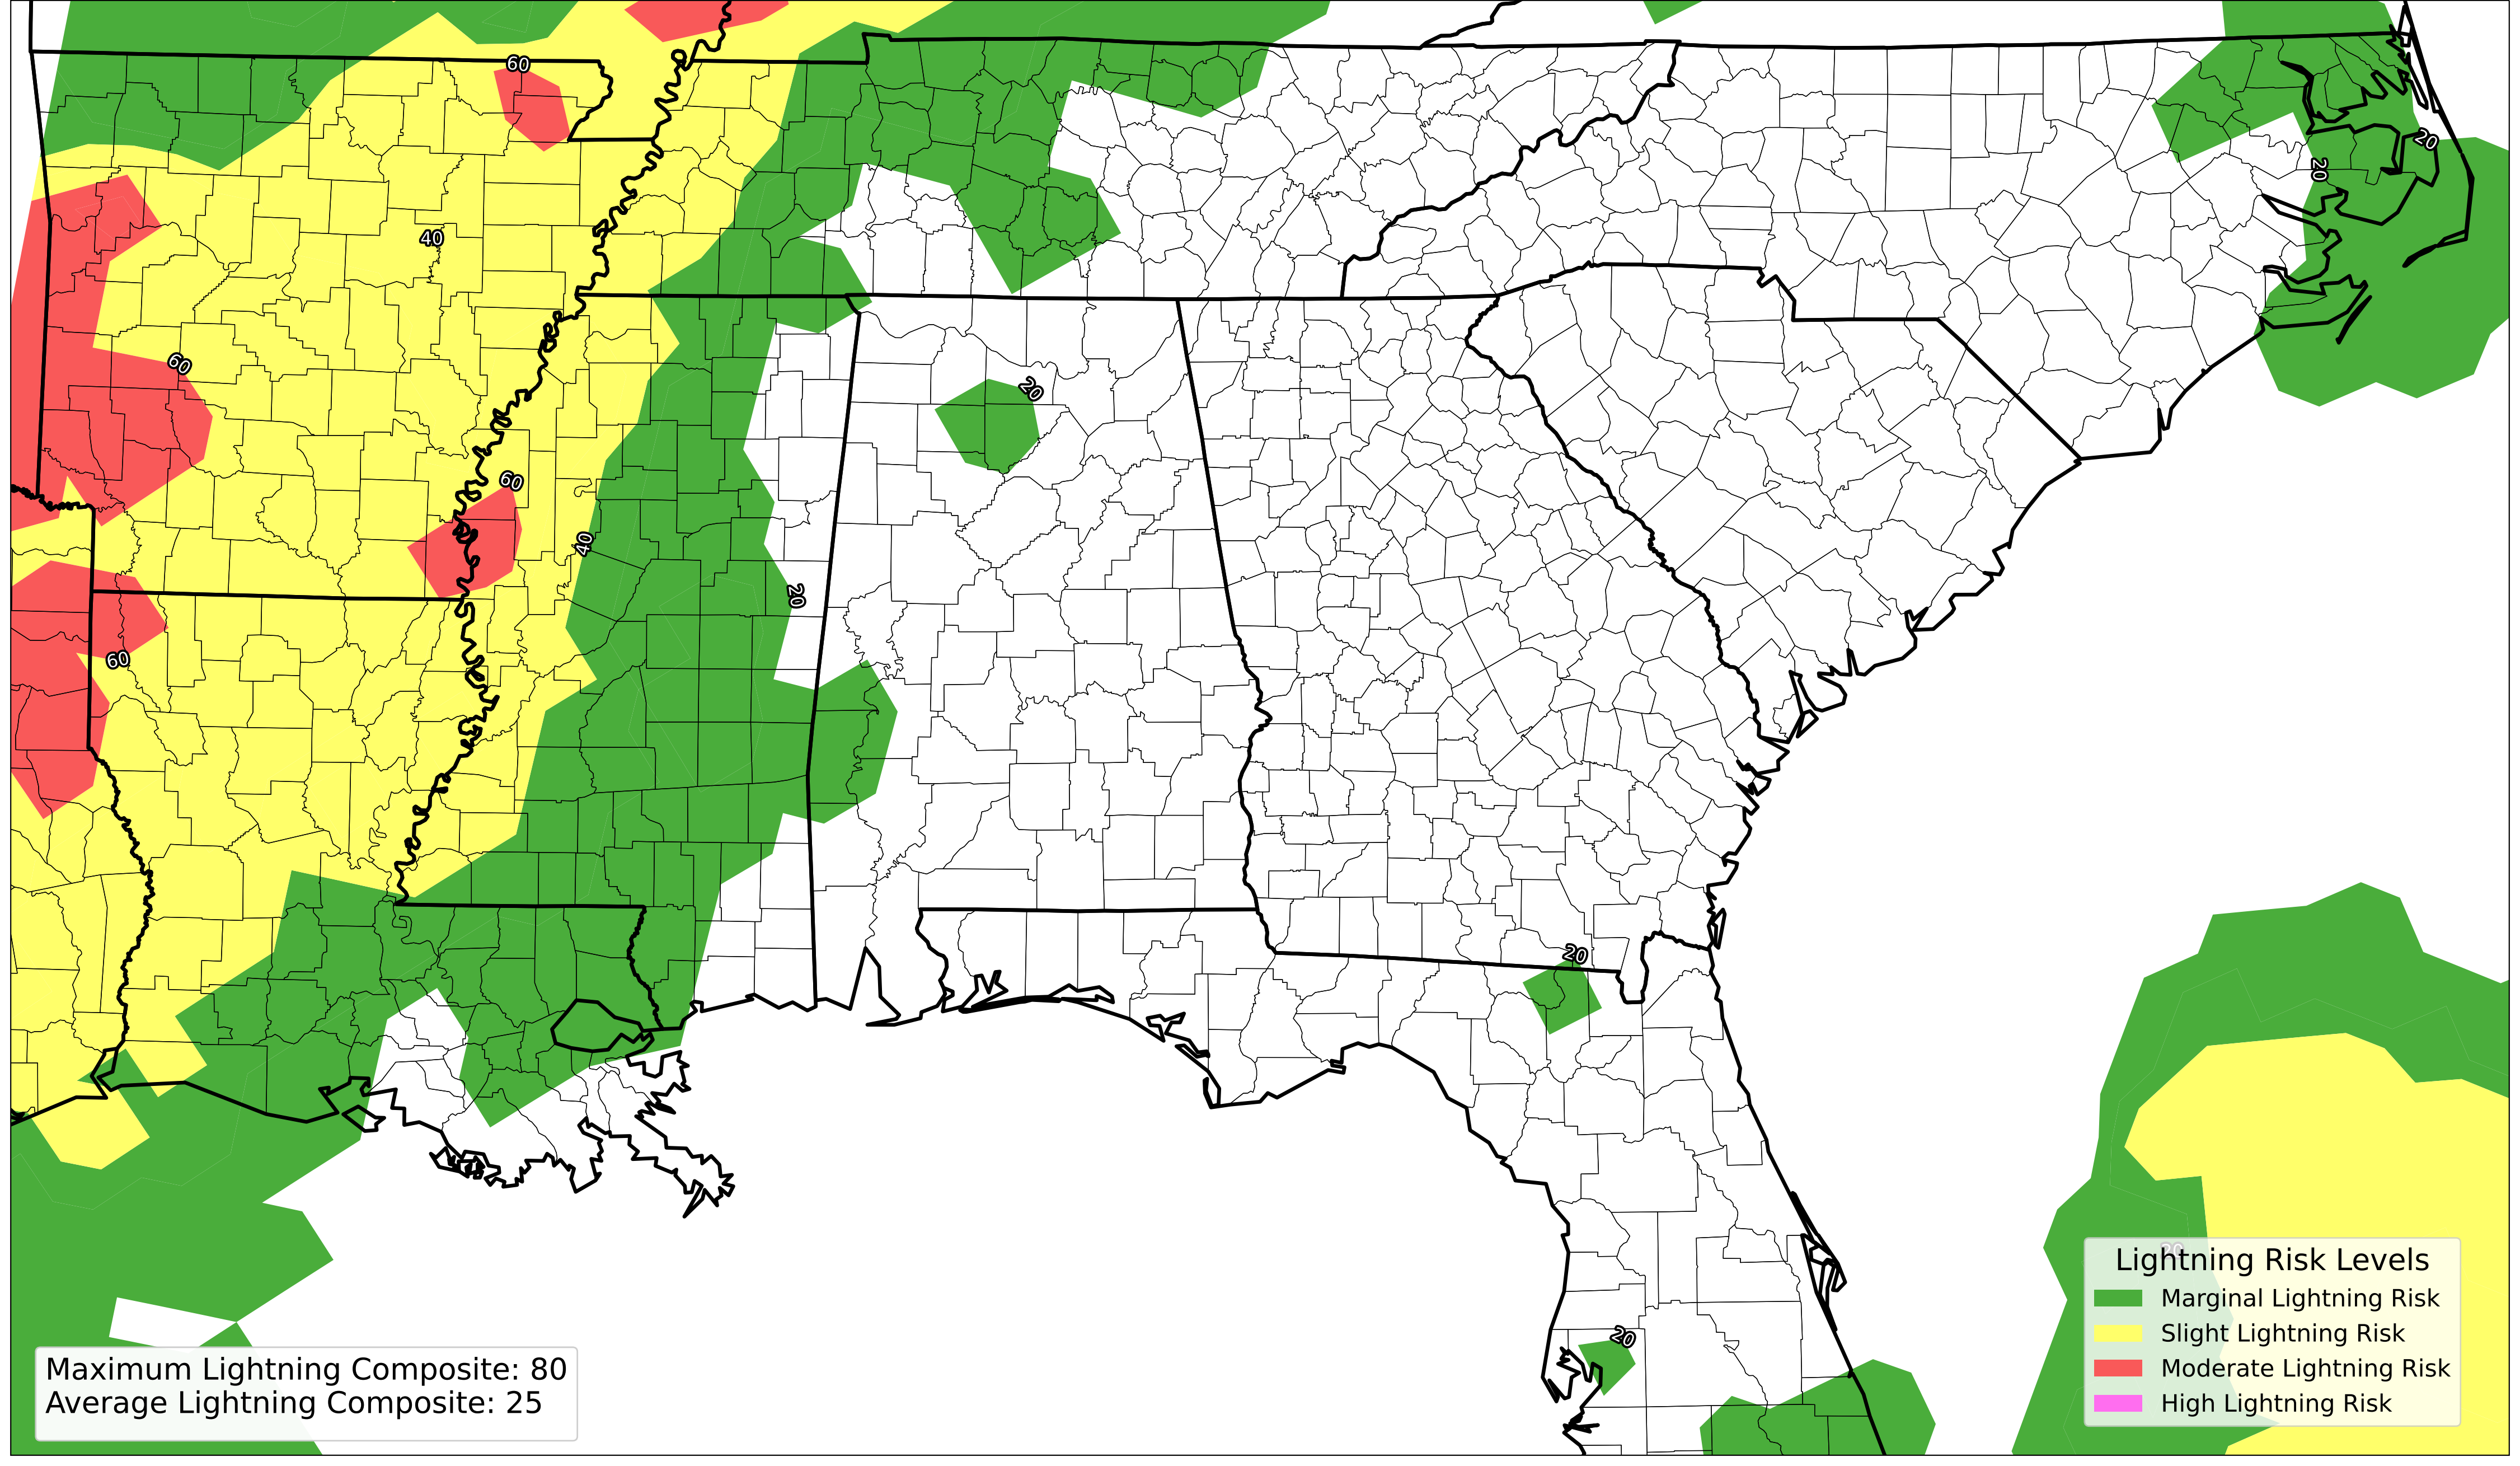 60
20
20
40
60
20
60
40
20
60
20
20
20
Lightning Risk Levels
Marginal Lightning Risk
Slight Lightning Risk
Moderate Lightning Risk
High Lightning Risk
Maximum Lightning Composite: 80
Average Lightning Composite: 25